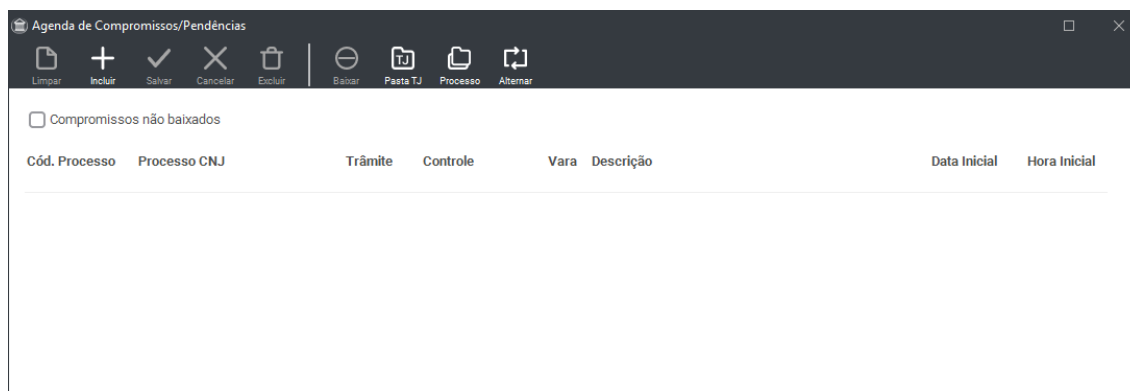 Agenda de Compromissos/Pendências
Limpar Incluir Salvar Cancelar Excluir Baixar Pasta TJ Processo Alternar
Compromissos não baixados
Cód. Processo Processo CNJ Trâmite Controle Vara Descrição Data Inicial Hora Inicial